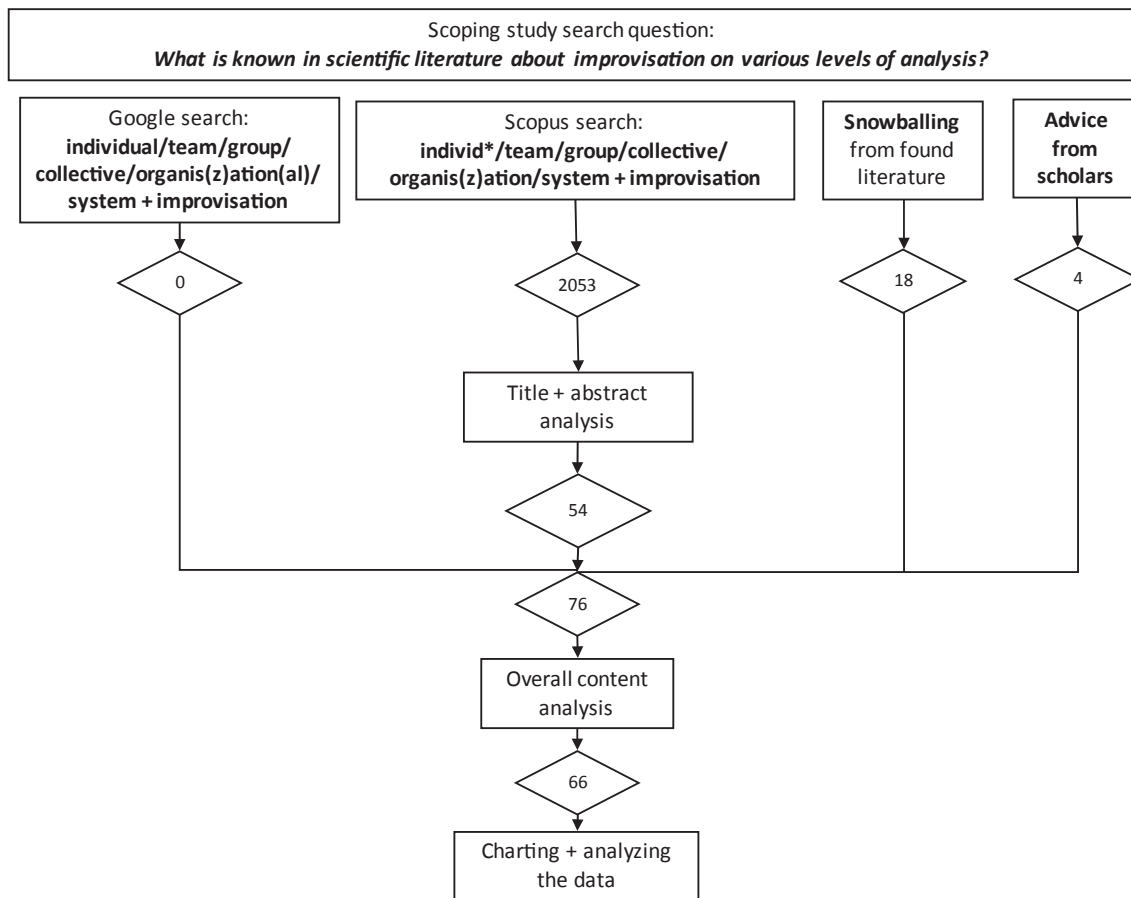 Scoping study search question:
What is known in scientific literature about improvisation on various levels of analysis?
Google search:
individual/team/group/
collective/organis(z)ation(al)/
system + improvisation
Scopus search:
individ*/team/group/collective/
organis(z)ation/system + improvisation
Snowballing
from found
literature
Advice
from
scholars
0
2053
18
4
Title + abstract
analysis
54
76
Overall content
analysis
66
Charting + analyzing
the data